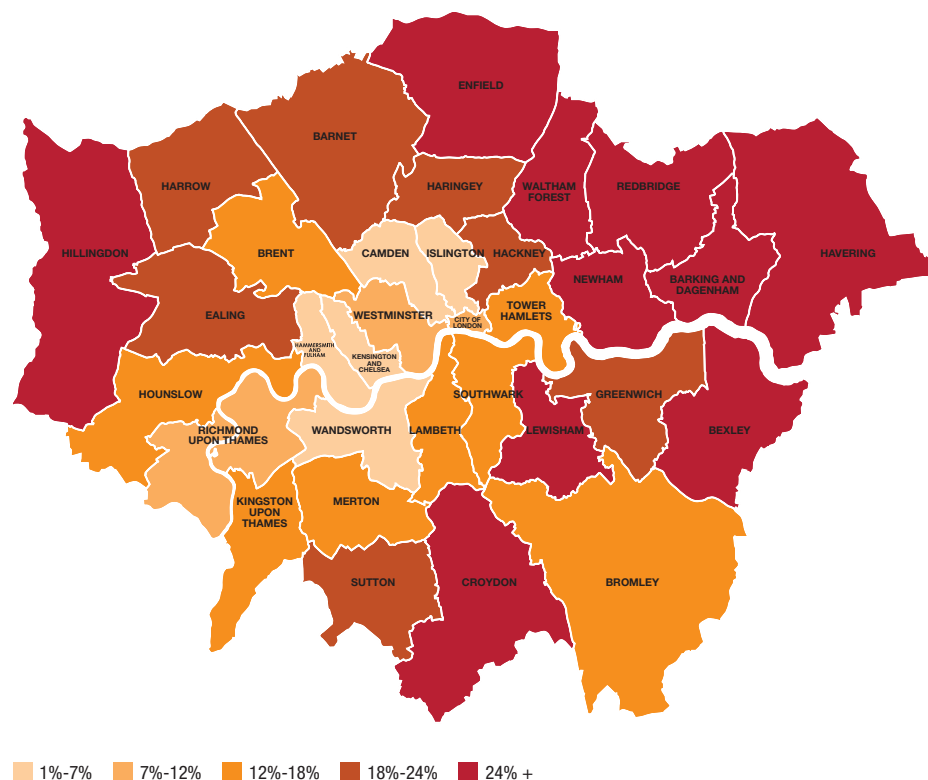 ENFIELD
BARNET
HARROW
HARINGEY
WALTHAM
FOREST
REDBRIDGE
HILLINGDON
BRENT
CAMDEN
ISLINGTON
HACKNEY
HAVERING
NEWHAM
BARKING AND
DAGENHAM
EALING
WESTMINSTER
CITY OF
LONDON
TOWER
HAMLETS
HAMMERSMITH
AND
FULHAM
KENSINGTON
AND
CHELSEA
HOUNSLOW
SOUTHWARK
GREENWICH
RICHMOND
UPON THAMES
WANDSWORTH
LAMBETH
LEWISHAM
BEXLEY
KINGSTON
UPON
THAMES
MERTON
SUTTON
CROYDON
BROMLEY
1%-7%
7%-12%
12%-18%
18%-24%
24% +